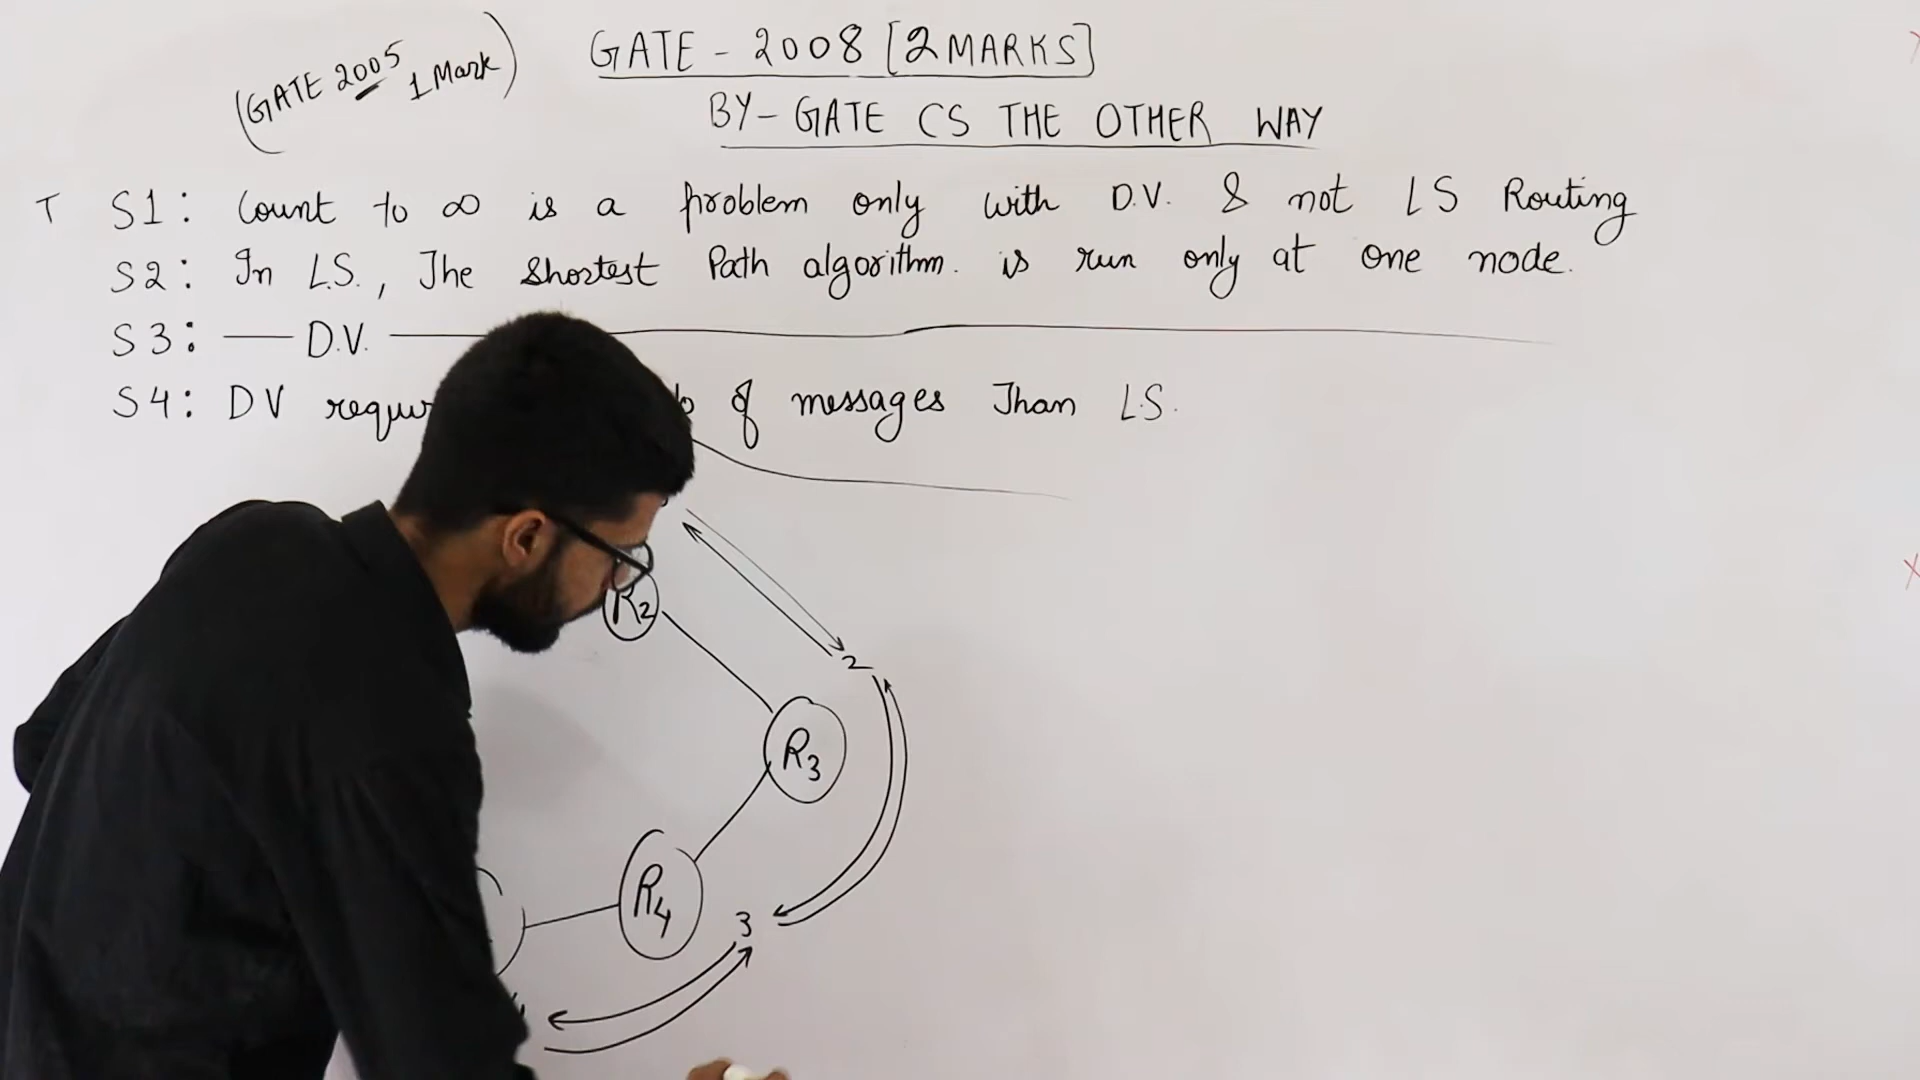 (GATE 2005 1 Mark)
GATE - 2008 [2 MARKS]
BY - GATE CS THE OTHER WAY
T S1: Count to ∞ is a problem only with D.V. & not LS Routing
S2: In L.S., The Shortest Path algorithm. is run only at one node.
S3: — D.V. —
S4: DV of messages Than L.S.
R2
2
R3
R4
3